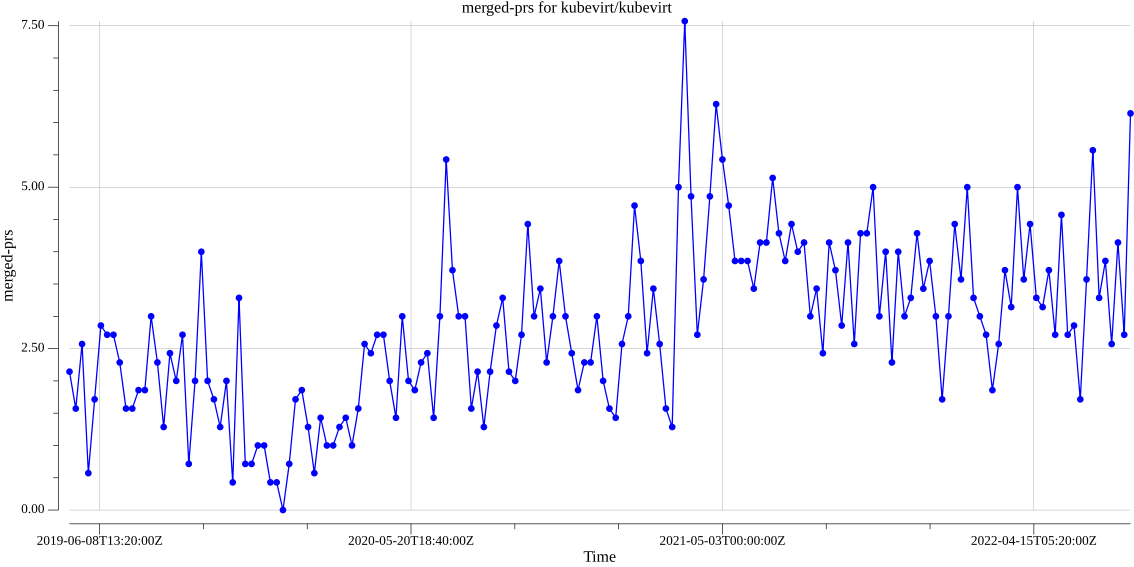 merged-prs for kubevirt/kubevirt
7.50
5.00
2.50
0.00
merged-prs
2019-06-08T13:20:00Z
2020-05-20T18:40:00Z
2021-05-03T00:00:00Z
2022-04-15T05:20:00Z
Time